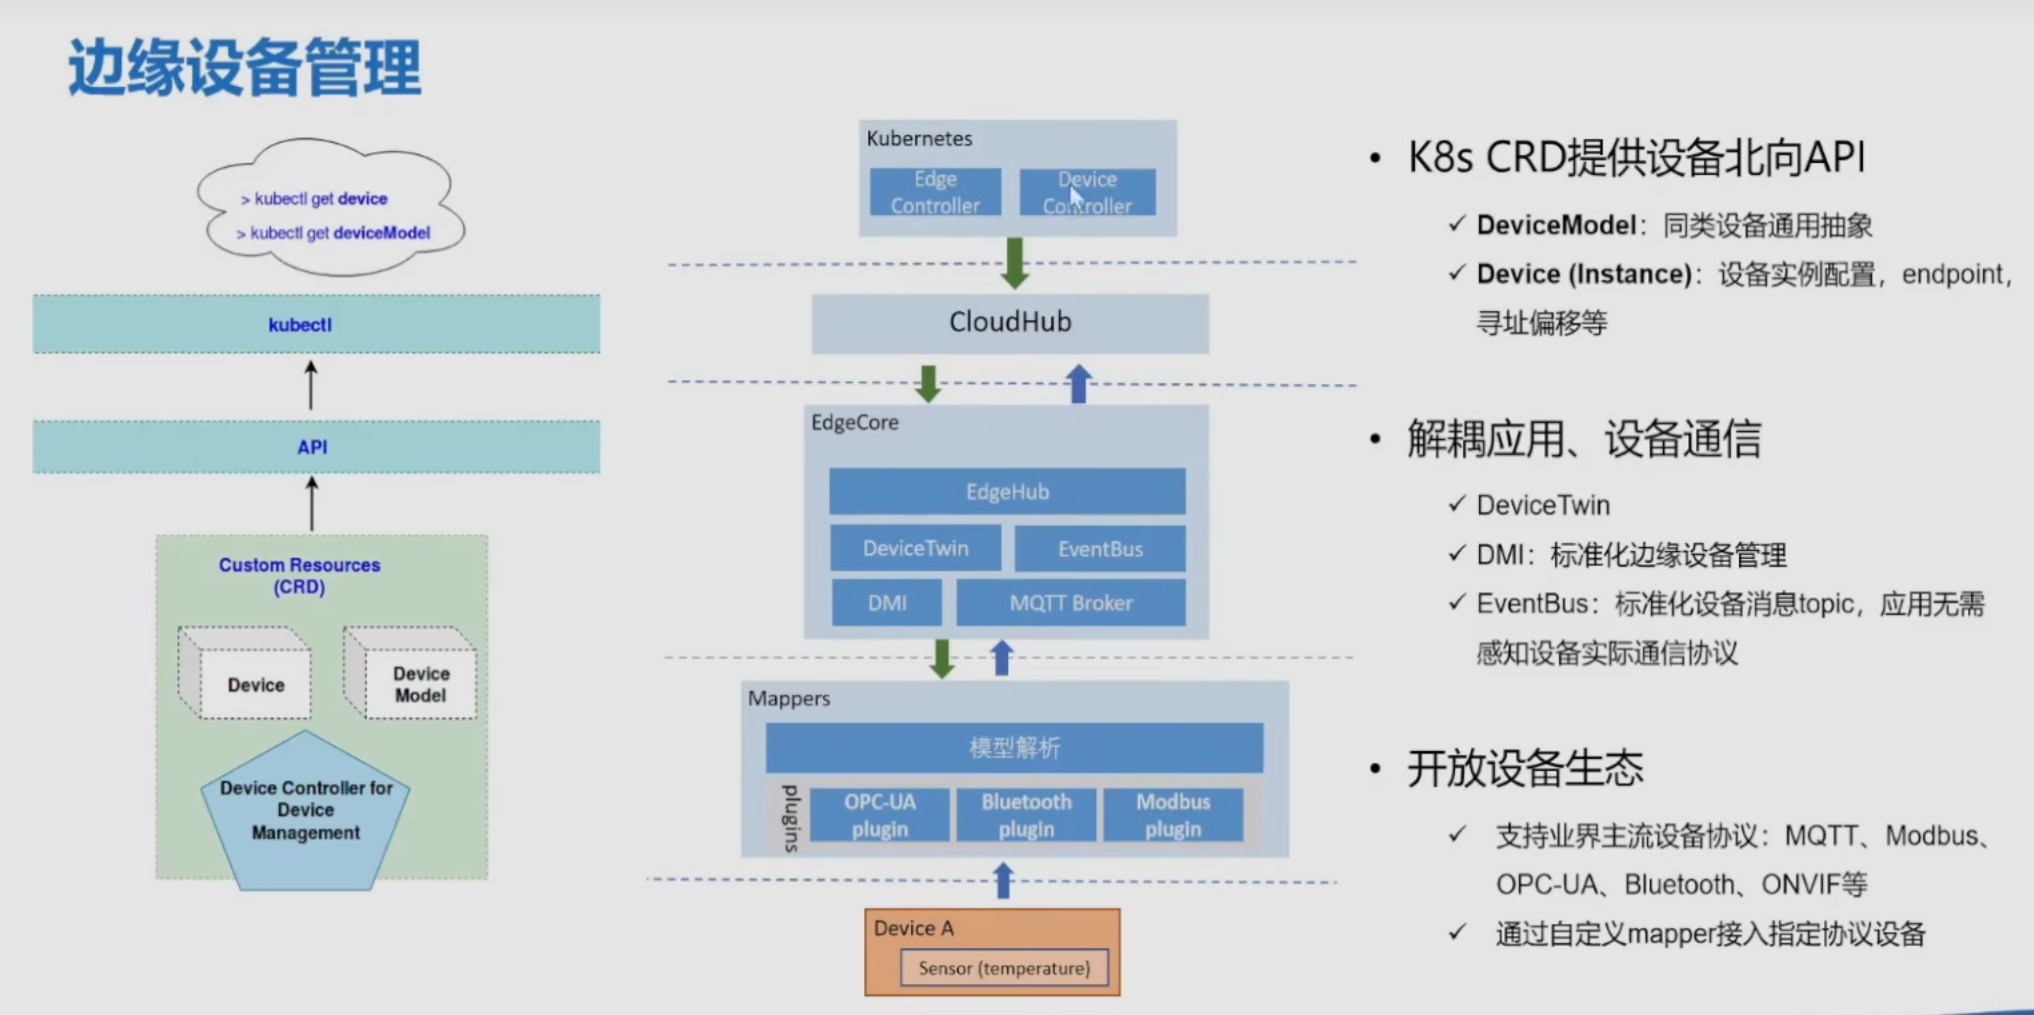 边缘设备管理
> kubectl get device
> kubectl get deviceModel
kubectl
API
Custom Resources
(CRD)
Device
Device
Model
Device Controller for
Device
Management
Kubernetes
Edge
Controller
Device
Controller
CloudHub
EdgeCore
EdgeHub
DeviceTwin
EventBus
DMI
MQTT Broker
Mappers
模型解析
plugins
OPC-UA
plugin
Bluetooth
plugin
Modbus
plugin
Device A
Sensor (temperature)
• K8s CRD提供设备北向API
✓ DeviceModel：同类设备通用抽象
✓ Device (Instance)：设备实例配置，endpoint，
寻址偏移等
• 解耦应用、设备通信
✓ DeviceTwin
✓ DMI：标准化边缘设备管理
✓ EventBus：标准化设备消息topic，应用无需
感知设备实际通信协议
• 开放设备生态
✓ 支持业界主流设备协议：MQTT、Modbus、
OPC-UA、Bluetooth、ONVIF等
✓ 通过自定义mapper接入指定协议设备